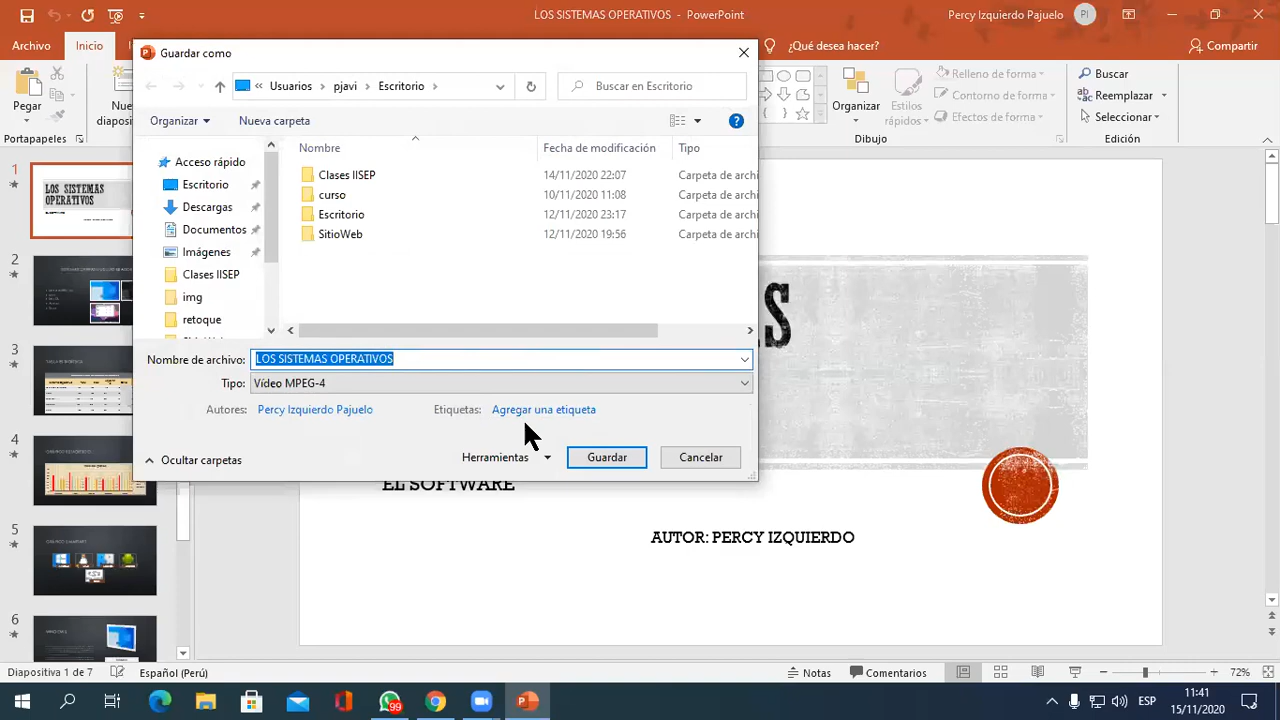 LOS SISTEMAS OPERATIVOS - PowerPoint
Percy Izquierdo Pajuelo
PI
Archivo
Inicio
¿Qué desea hacer?
Compartir
Guardar como
Pegar
Portapapeles
Organizar
Estilos
rápidos
Relleno de forma
Contorno de forma
Efectos de forma
Dibujo
Buscar
Reemplazar
Seleccionar
Edición
« Usuarios › pjavi › Escritorio ›
Buscar en Escritorio
Organizar
Nueva carpeta
Acceso rápido
Escritorio
Descargas
Documentos
Imágenes
Clases IISEP
img
retoque
Nombre
Fecha de modificación
Tipo
Clases IISEP
14/11/2020 22:07
Carpeta de archi
curso
10/11/2020 11:08
Carpeta de archi
Escritorio
12/11/2020 23:17
Carpeta de archi
SitioWeb
12/11/2020 19:56
Carpeta de archi
Nombre de archivo:
LOS SISTEMAS OPERATIVOS
Tipo:
Vídeo MPEG-4
Autores:
Percy Izquierdo Pajuelo
Etiquetas:
Agregar una etiqueta
Ocultar carpetas
Herramientas
Guardar
Cancelar
1
LOS SISTEMAS
OPERATIVOS
2
3
4
5
6
EL SOFTWARE
AUTOR: PERCY IZQUIERDO
Diapositiva 1 de 7
Español (Perú)
Notas
Comentarios
72%
99
ESP
11:41
15/11/2020